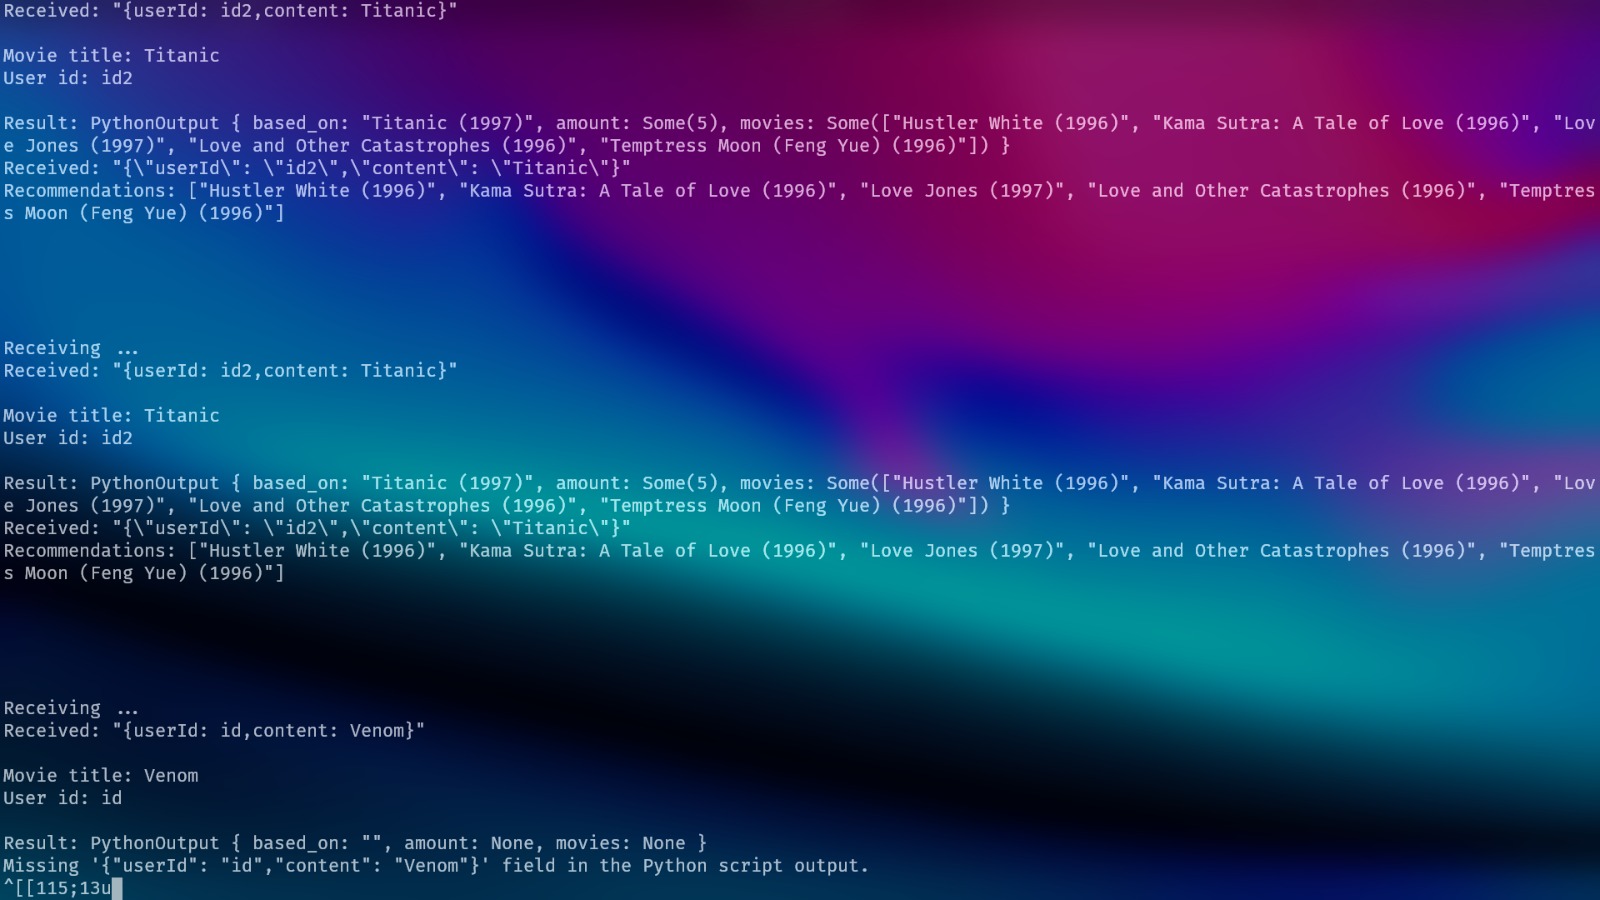 Received: "{userId: id2,content: Titanic}"
Movie title: Titanic
User id: id2
Result: PythonOutput { based_on: "Titanic (1997)", amount: Some(5), movies: Some(["Hustler White (1996)", "Kama Sutra: A Tale of Love (1996)", "Lov
e Jones (1997)", "Love and Other Catastrophes (1996)", "Temptress Moon (Feng Yue) (1996)"]) }
Received: "{\"userId\": \"id2\",\"content\": \"Titanic\"}"
Recommendations: ["Hustler White (1996)", "Kama Sutra: A Tale of Love (1996)", "Love Jones (1997)", "Love and Other Catastrophes (1996)", "Temptres
s Moon (Feng Yue) (1996)"]
Receiving ...
Received: "{userId: id2,content: Titanic}"
Movie title: Titanic
User id: id2
Result: PythonOutput { based_on: "Titanic (1997)", amount: Some(5), movies: Some(["Hustler White (1996)", "Kama Sutra: A Tale of Love (1996)", "Lov
e Jones (1997)", "Love and Other Catastrophes (1996)", "Temptress Moon (Feng Yue) (1996)"]) }
Received: "{\"userId\": \"id2\",\"content\": \"Titanic\"}"
Recommendations: ["Hustler White (1996)", "Kama Sutra: A Tale of Love (1996)", "Love Jones (1997)", "Love and Other Catastrophes (1996)", "Temptres
s Moon (Feng Yue) (1996)"]
Receiving ...
Received: "{userId: id,content: Venom}"
Movie title: Venom
User id: id
Result: PythonOutput { based_on: "", amount: None, movies: None }
Missing '{"userId": "id","content": "Venom"}' field in the Python script output.
^[[115;13u